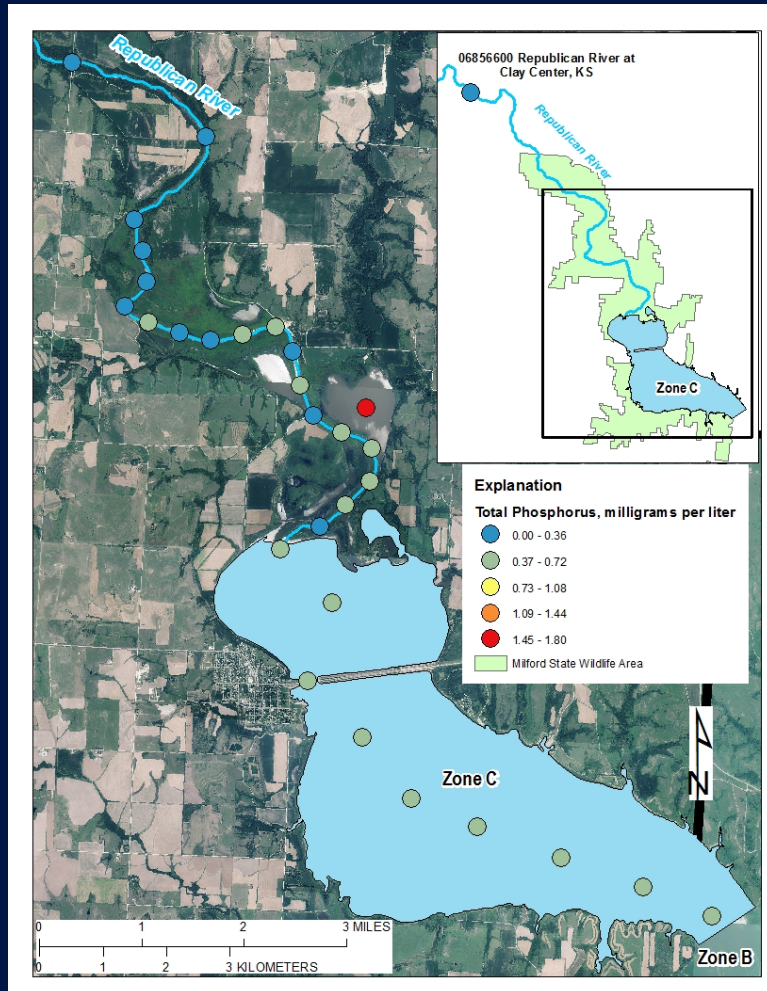 Republican River
06856600 Republican River at
Clay Center, KS
Republican River
Zone C
Explanation
Total Phosphorus, milligrams per liter
0.00 - 0.36
0.37 - 0.72
0.73 - 1.08
1.09 - 1.44
1.45 - 1.80
Milford State Wildlife Area
N
Zone C
0 1 2 3 MILES
0 1 2 3 KILOMETERS
Zone B